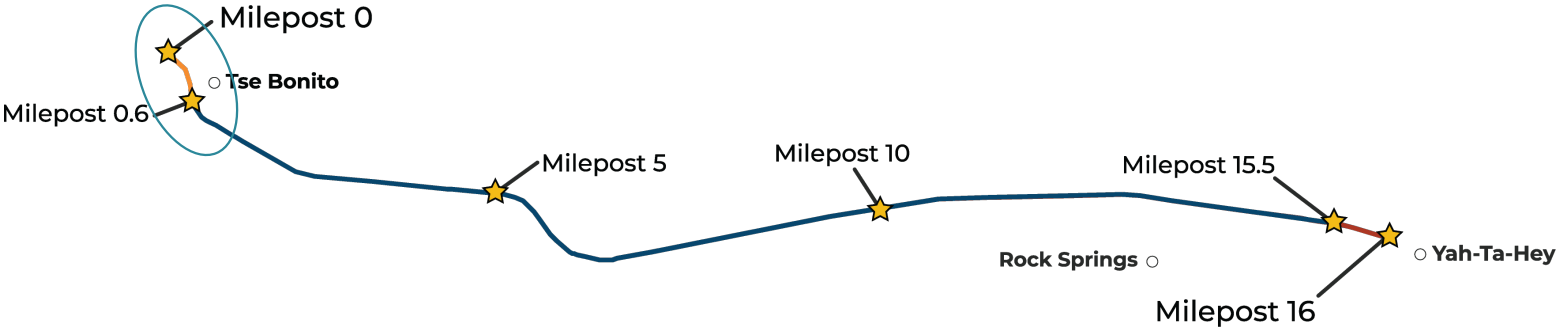 Milepost 0
Tse Bonito
Milepost 0.6
Milepost 5
Milepost 10
Milepost 15.5
Rock Springs
Yah-Ta-Hey
Milepost 16